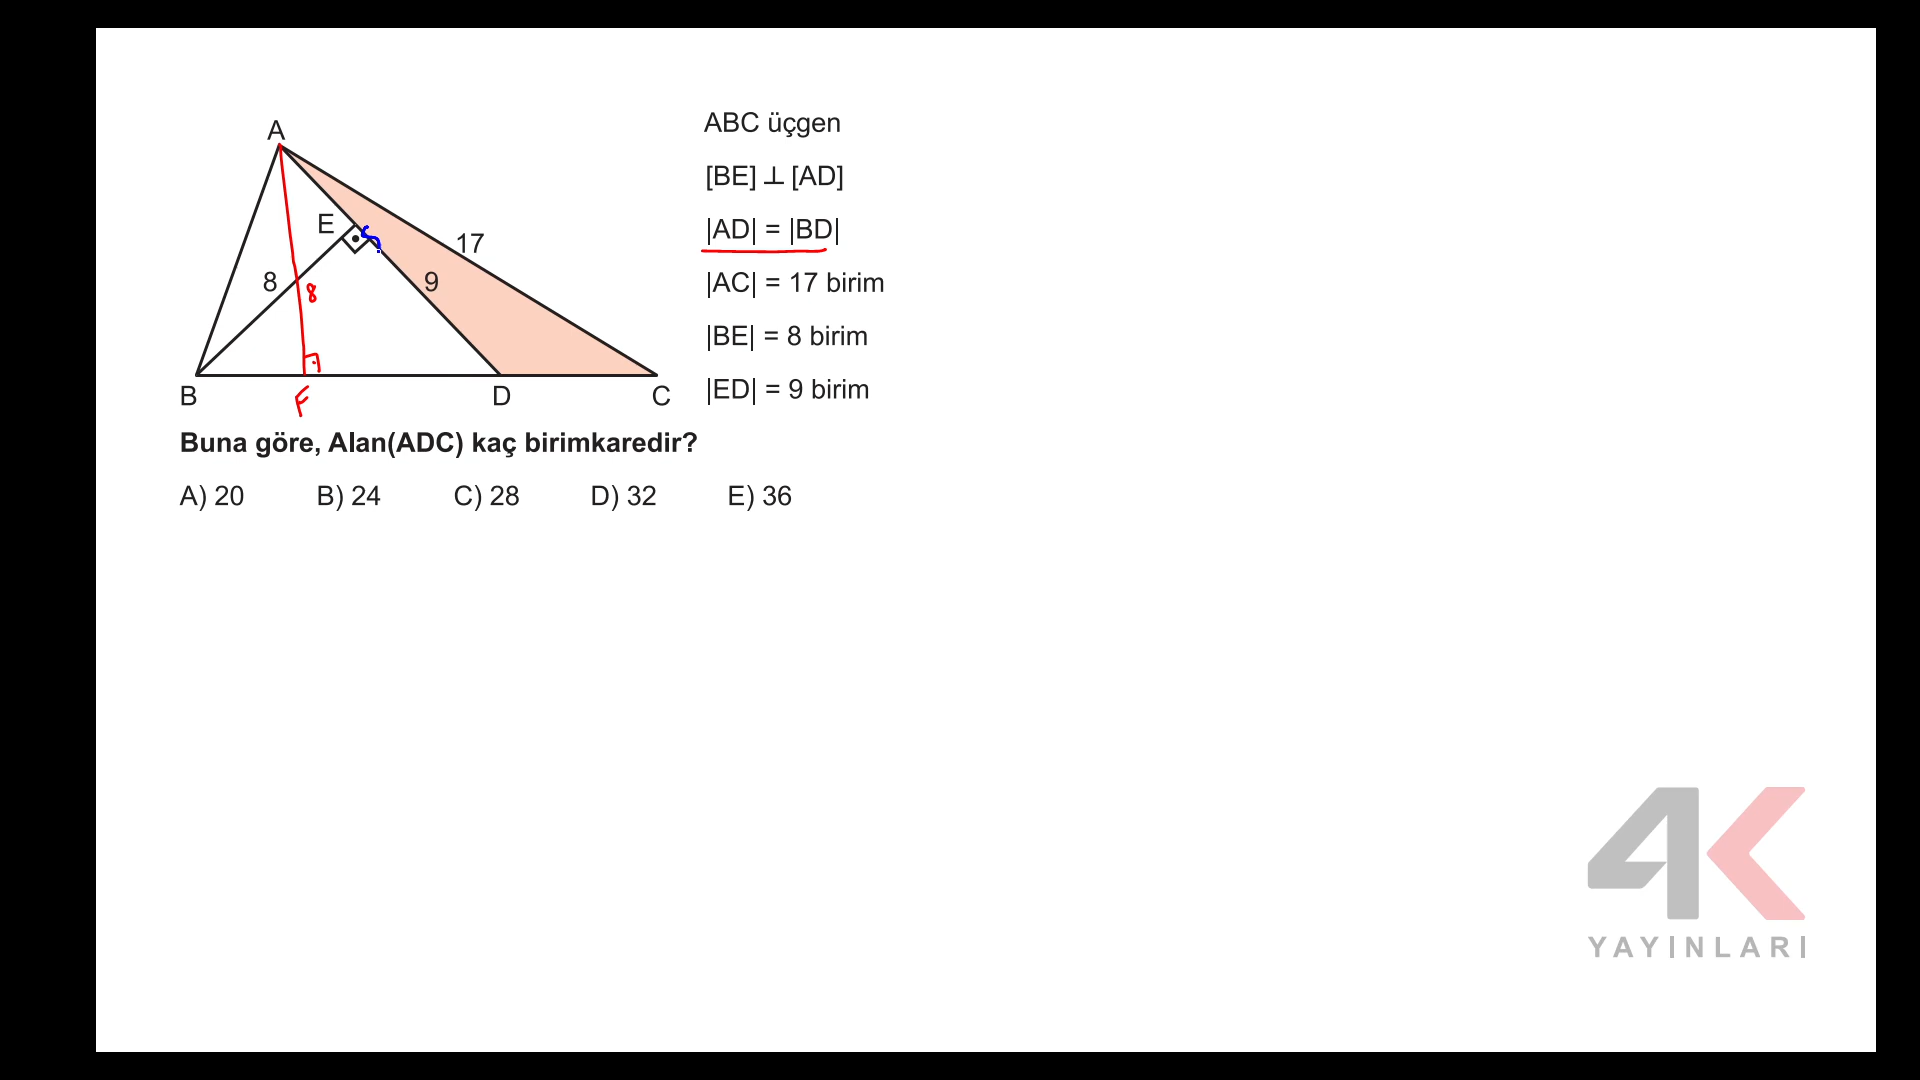 A
E
17
8
8
9
B
F
D
C
ABC üçgen
[BE] ⊥ [AD]
|AD| = |BD|
|AC| = 17 birim
|BE| = 8 birim
|ED| = 9 birim
Buna göre, Alan(ADC) kaç birimkaredir?
A) 20 B) 24 C) 28 D) 32 E) 36
4K
YAYINLARI